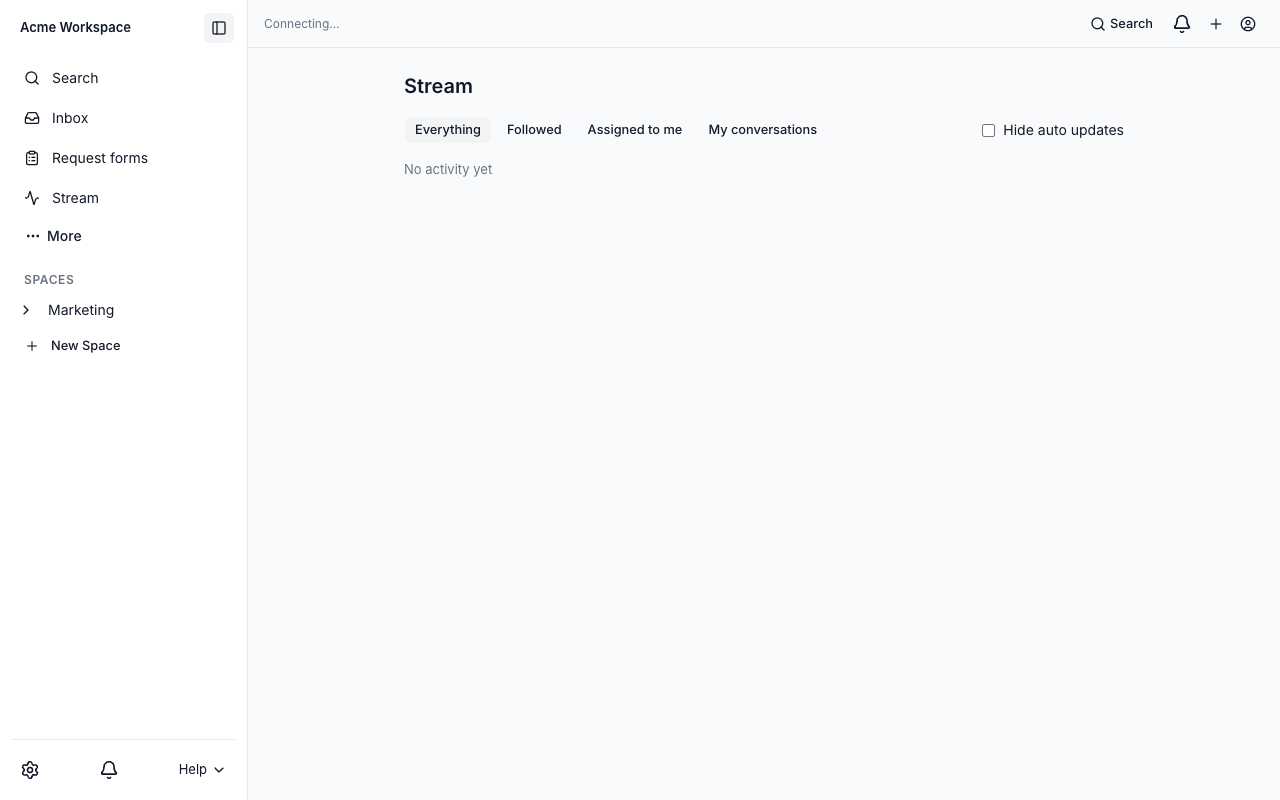 Acme Workspace
Search
Inbox
Request forms
Stream
More
SPACES
Marketing
New Space
Help
Connecting...
Search
Stream
Everything Followed Assigned to me My conversations
Hide auto updates
No activity yet